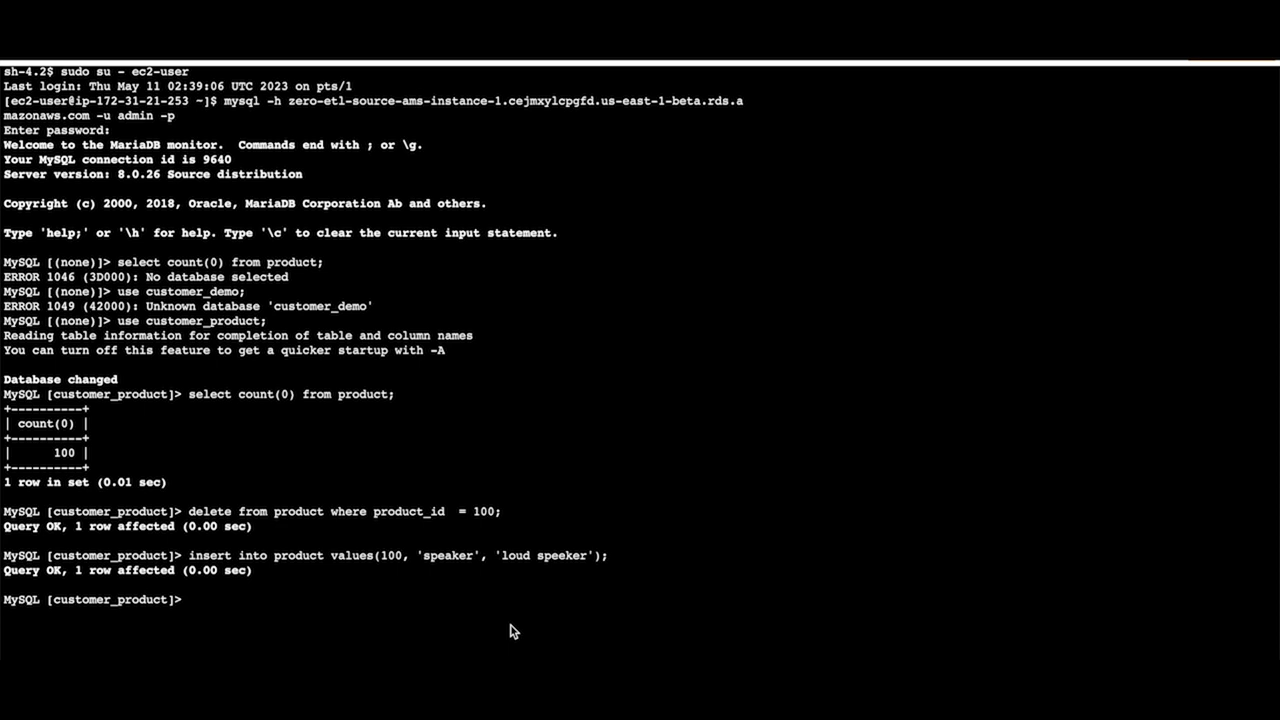 sh-4.2$ sudo su - ec2-user
Last login: Thu May 11 02:39:06 UTC 2023 on pts/1
[ec2-user@ip-172-31-21-253 ~]$ mysql -h zero-etl-source-ams-instance-1.cejmxylcpgfd.us-east-1-beta.rds.a
mazonaws.com -u admin -p
Enter password:
Welcome to the MariaDB monitor.  Commands end with ; or \g.
Your MySQL connection id is 9640
Server version: 8.0.26 Source distribution
Copyright (c) 2000, 2018, Oracle, MariaDB Corporation Ab and others.
Type 'help;' or '\h' for help. Type '\c' to clear the current input statement.
MySQL [(none)]> select count(0) from product;
ERROR 1046 (3D000): No database selected
MySQL [(none)]> use customer_demo;
ERROR 1049 (42000): Unknown database 'customer_demo'
MySQL [(none)]> use customer_product;
Reading table information for completion of table and column names
You can turn off this feature to get a quicker startup with -A
Database changed
MySQL [customer_product]> select count(0) from product;
+----------+
| count(0) |
+----------+
|      100 |
+----------+
1 row in set (0.01 sec)
MySQL [customer_product]> delete from product where product_id  = 100;
Query OK, 1 row affected (0.00 sec)
MySQL [customer_product]> insert into product values(100, 'speaker', 'loud speeker');
Query OK, 1 row affected (0.00 sec)
MySQL [customer_product]>